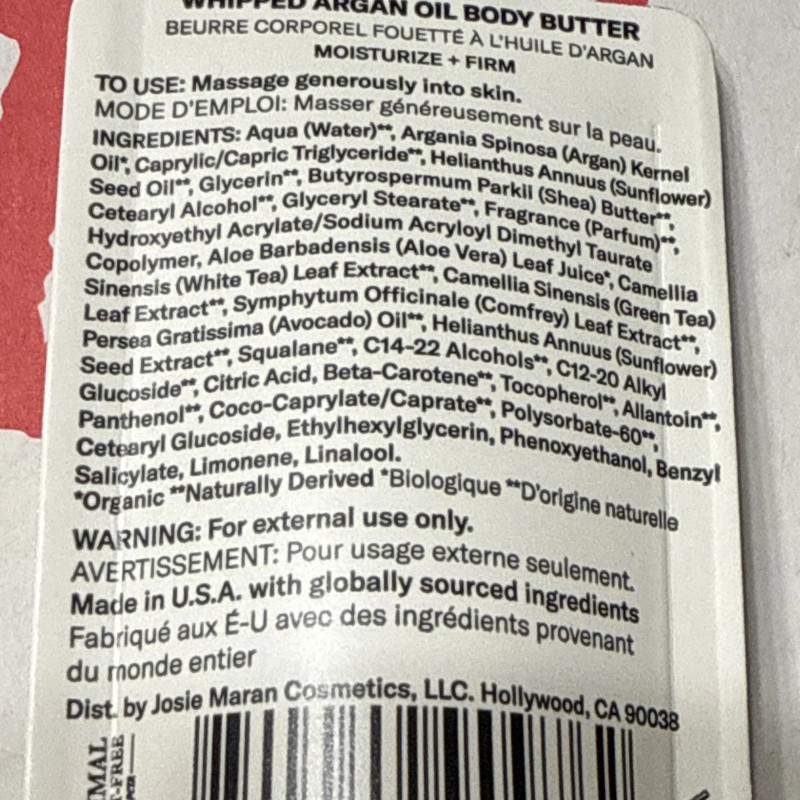 WHIPPED ARGAN OIL BODY BUTTER
BEURRE CORPOREL FOUETTÉ À L'HUILE D'ARGAN
MOISTURIZE + FIRM
TO USE: Massage generously into skin.
MODE D'EMPLOI: Masser généreusement sur la peau.
INGREDIENTS: Aqua (Water)**, Argania Spinosa (Argan) Kernel
Oil*, Caprylic/Capric Triglyceride**, Helianthus Annuus (Sunflower)
Seed Oil**, Glycerin**, Butyrospermum Parkii (Shea) Butter**,
Cetearyl Alcohol**, Glyceryl Stearate**, Fragrance (Parfum)**,
Hydroxyethyl Acrylate/Sodium Acryloyl Dimethyl Taurate
Copolymer, Aloe Barbadensis (Aloe Vera) Leaf Juice*, Camellia
Sinensis (White Tea) Leaf Extract**, Camellia Sinensis (Green Tea)
Leaf Extract**, Symphytum Officinale (Comfrey) Leaf Extract**,
Persea Gratissima (Avocado) Oil**, Helianthus Annuus (Sunflower)
Seed Extract**, Squalane**, C14-22 Alcohols**, C12-20 Alkyl
Glucoside**, Citric Acid, Beta-Carotene**, Tocopherol**, Allantoin**,
Panthenol**, Coco-Caprylate/Caprate**, Polysorbate-60**,
Cetearyl Glucoside, Ethylhexylglycerin, Phenoxyethanol, Benzyl
Salicylate, Limonene, Linalool.
*Organic **Naturally Derived *Biologique **D'origine naturelle
WARNING: For external use only.
AVERTISSEMENT: Pour usage externe seulement.
Made in U.S.A. with globally sourced ingredients
Fabriqué aux É-U avec des ingrédients provenant
du monde entier
Dist. by Josie Maran Cosmetics, LLC. Hollywood, CA 90038